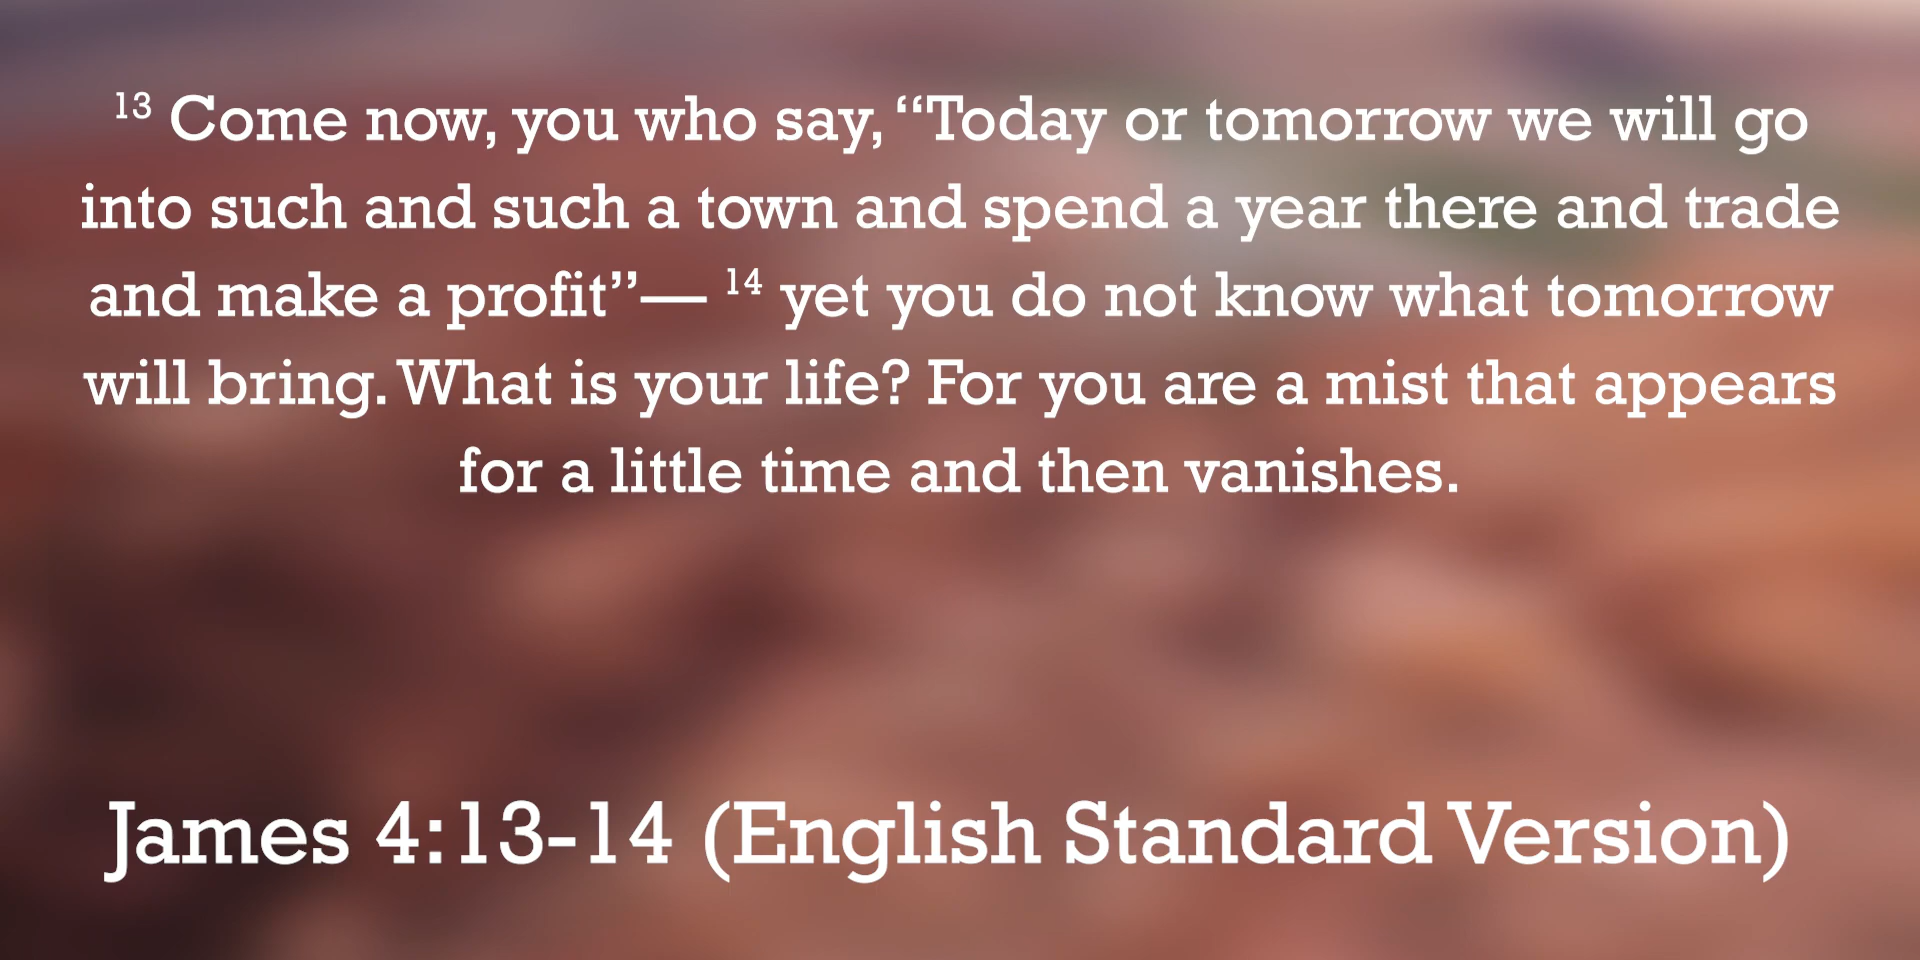 13 Come now, you who say, “Today or tomorrow we will go
into such and such a town and spend a year there and trade
and make a profit”— 14 yet you do not know what tomorrow
will bring. What is your life? For you are a mist that appears
for a little time and then vanishes.
James 4:13-14 (English Standard Version)